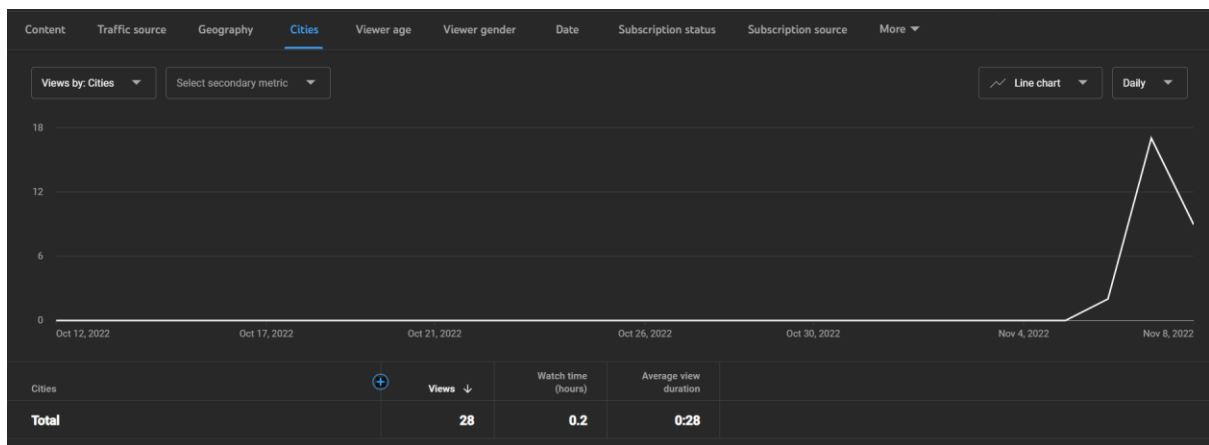 Content Traffic source Geography Cities Viewer age Viewer gender Date Subscription status Subscription source More
Views by: Cities Select secondary metric Line chart Daily
18
12
6
0
Oct 12, 2022 Oct 17, 2022 Oct 21, 2022 Oct 26, 2022 Oct 30, 2022 Nov 4, 2022 Nov 8, 2022
Cities Views Watch time (hours) Average view duration
Total 28 0.2 0:28